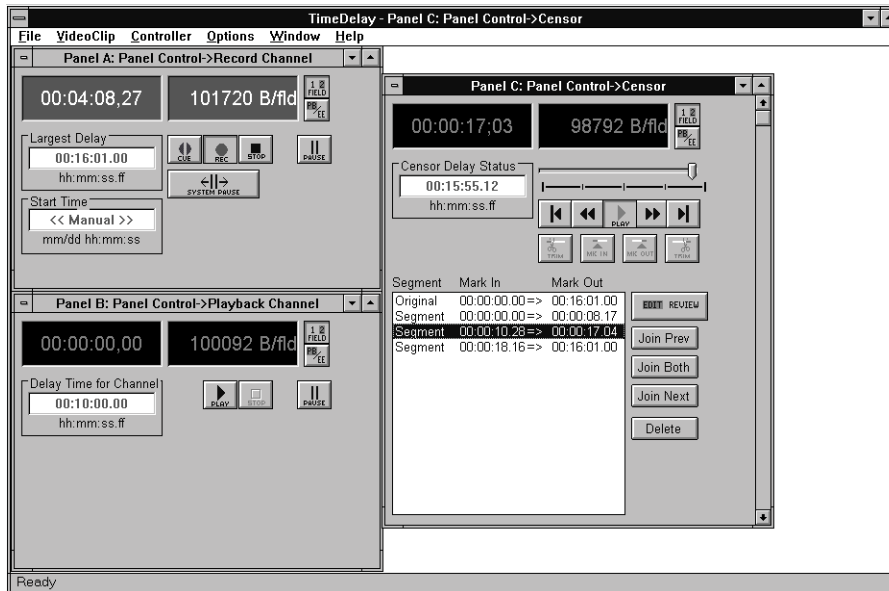 TimeDelay - Panel C: Panel Control->Censor
File VideoClip Controller Options Window Help
Panel A: Panel Control->Record Channel
00:04:08,27 101720 B/fld
1 2
FIELD
PB/EE
Largest Delay
00:16:01.00
hh:mm:ss.ff
CUE REC STOP PAUSE
SYSTEM PAUSE
Start Time
<< Manual >>
mm/dd hh:mm:ss
Panel B: Panel Control->Playback Channel
00:00:00,00 100092 B/fld
1 2
FIELD
PB/EE
Delay Time for Channel
00:10:00.00
hh:mm:ss.ff
PLAY STOP PAUSE
Panel C: Panel Control->Censor
00:00:17;03 98792 B/fld
1 2
FIELD
PB/EE
Censor Delay Status
00:15:55.12
hh:mm:ss.ff
PLAY
TRIM MIC IN MIC OUT TRIM
Segment Mark In Mark Out
Original 00:00:00.00=> 00:16:01.00
Segment 00:00:00.00=> 00:00:08.17
Segment 00:00:10.28=> 00:00:17.04
Segment 00:00:18.16=> 00:16:01.00
EDIT REVIEW
Join Prev
Join Both
Join Next
Delete
Ready